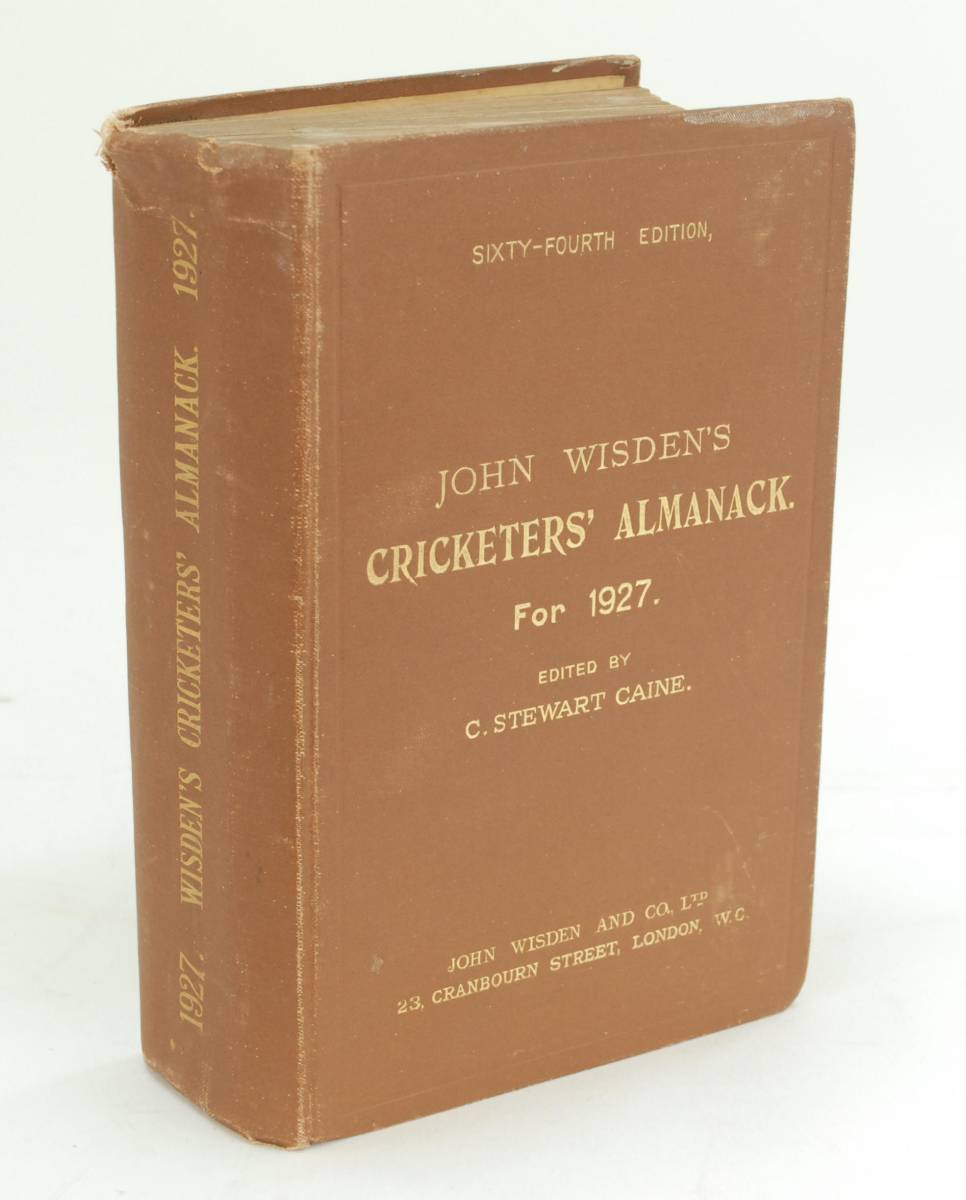 1927. WISDEN'S CRICKETERS' ALMANACK. 1927.
SIXTY-FOURTH EDITION,
JOHN WISDEN'S
CRICKETERS' ALMANACK.
For 1927.
EDITED BY
C. STEWART CAINE.
JOHN WISDEN AND CO., LTD
23, CRANBOURN STREET, LONDON, W.C.